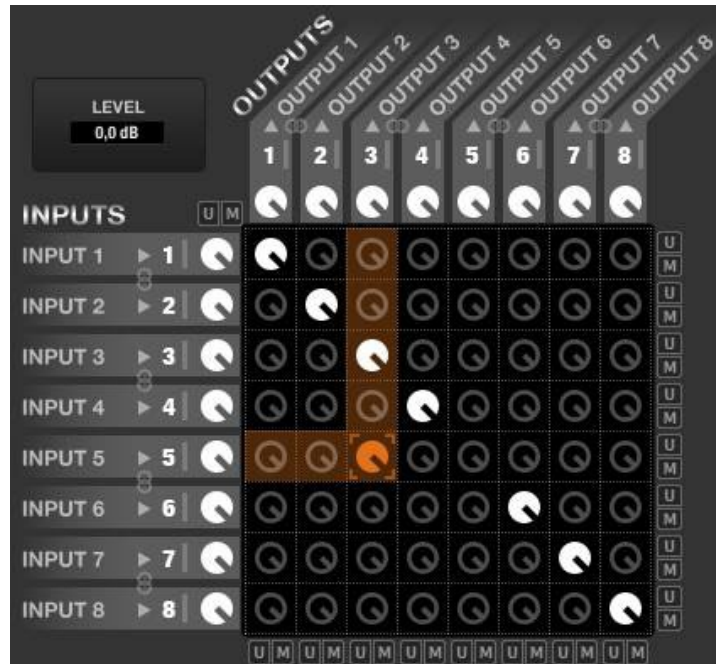 OUTPUTS
OUTPUT 1
OUTPUT 2
OUTPUT 3
OUTPUT 4
OUTPUT 5
OUTPUT 6
OUTPUT 7
OUTPUT 8
LEVEL
0,0 dB
1 2 3 4 5 6 7 8
INPUTS U M
INPUT 1 1 U M
INPUT 2 2 U M
INPUT 3 3 U M
INPUT 4 4 U M
INPUT 5 5 U M
INPUT 6 6 U M
INPUT 7 7 U M
INPUT 8 8 U M
U M U M U M U M U M U M U M U M